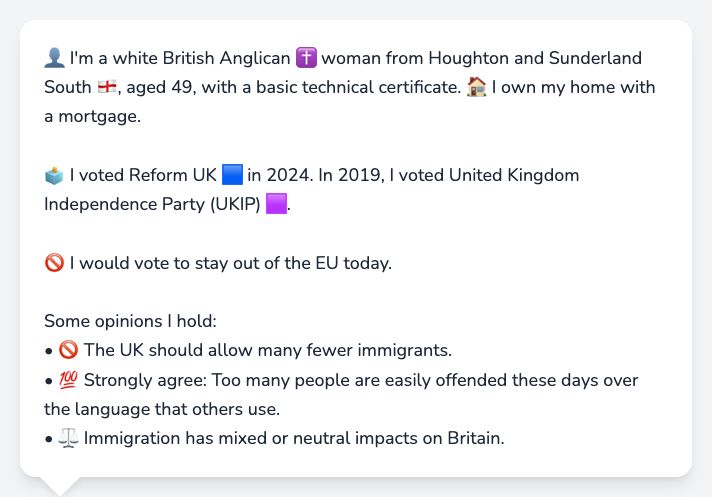 👤 I'm a white British Anglican ✝️ woman from Houghton and Sunderland
South 🏴󠁧󠁢󠁥󠁮󠁧󠁿, aged 49, with a basic technical certificate. 🏠 I own my home with
a mortgage.
🗳️ I voted Reform UK 🟦 in 2024. In 2019, I voted United Kingdom
Independence Party (UKIP) 🟪.
🚫 I would vote to stay out of the EU today.
Some opinions I hold:
• 🚫 The UK should allow many fewer immigrants.
• 💯 Strongly agree: Too many people are easily offended these days over
the language that others use.
• ⚖️ Immigration has mixed or neutral impacts on Britain.